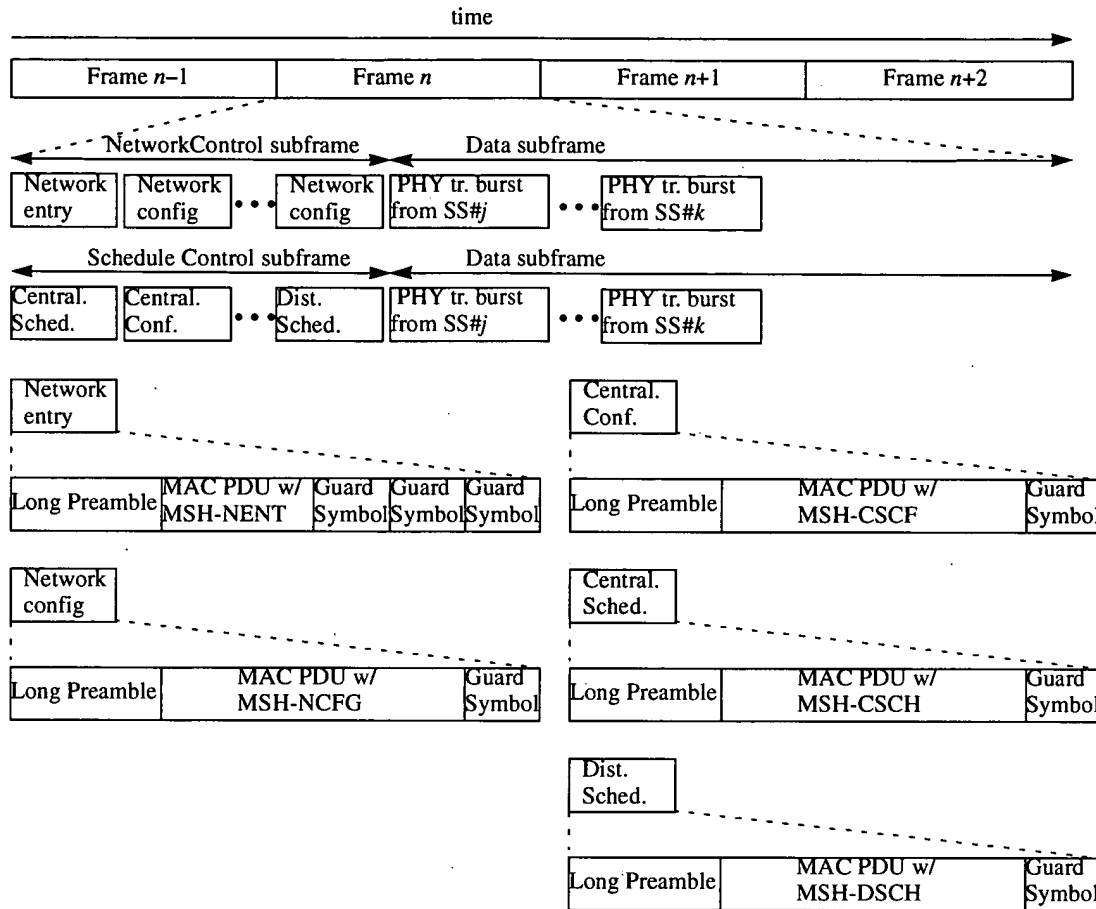 time
Frame n–1 Frame n Frame n+1 Frame n+2
NetworkControl subframe Data subframe
Network entry Network config Network config PHY tr. burst from SS#j PHY tr. burst from SS#k
Schedule Control subframe Data subframe
Central. Sched. Central. Conf. Dist. Sched. PHY tr. burst from SS#j PHY tr. burst from SS#k
Network entry
Central. Conf.
Long Preamble MAC PDU w/ MSH-NENT Guard Symbol Guard Symbol Guard Symbol
Long Preamble MAC PDU w/ MSH-CSCF Guard Symbol
Network config
Central. Sched.
Long Preamble MAC PDU w/ MSH-NCFG Guard Symbol
Long Preamble MAC PDU w/ MSH-CSCH Guard Symbol
Dist. Sched.
Long Preamble MAC PDU w/ MSH-DSCH Guard Symbol